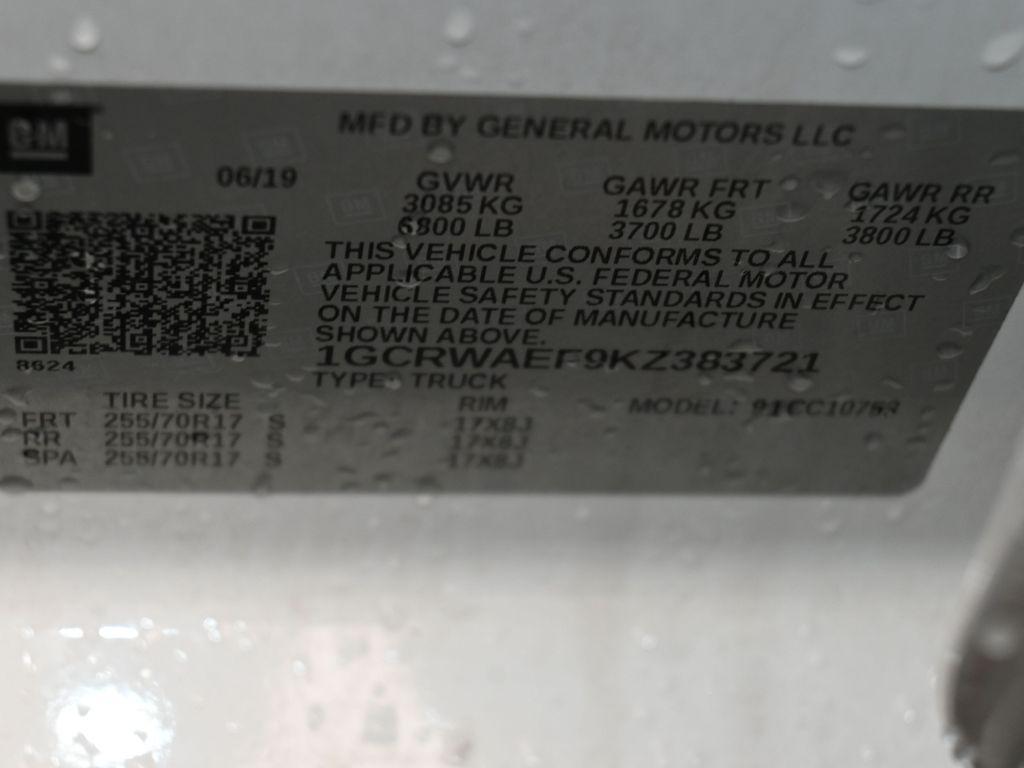 GM
MFD BY GENERAL MOTORS LLC
06/19
GVWR GAWR FRT GAWR RR
3085 KG 1678 KG 1724 KG
6800 LB 3700 LB 3800 LB
THIS VEHICLE CONFORMS TO ALL
APPLICABLE U.S. FEDERAL MOTOR
VEHICLE SAFETY STANDARDS IN EFFECT
ON THE DATE OF MANUFACTURE
SHOWN ABOVE.
8624
1GCRWAEF9KZ383721
TYPE: TRUCK
TIRE SIZE RIM MODEL:
FRT 255/70R17 S 17X8J
RR 255/70R17 S 17X8J
SPA 255/70R17 S 17X8J